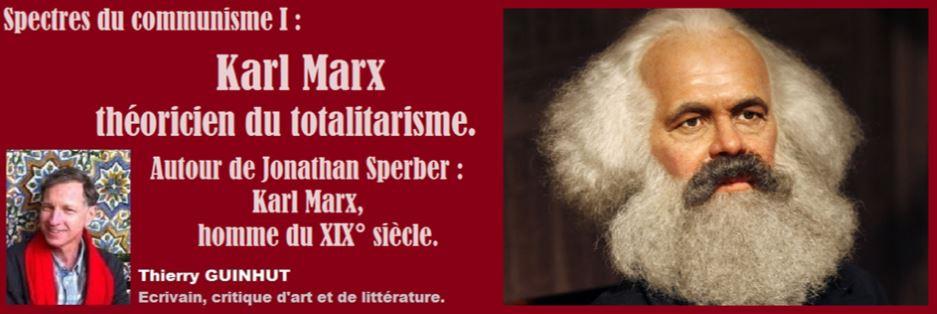 Spectres du communisme I :
Karl Marx
théoricien du totalitarisme.
Autour de Jonathan Sperber :
Karl Marx,
homme du XIX° siècle.
Thierry GUINHUT
Ecrivain, critique d'art et de littérature.